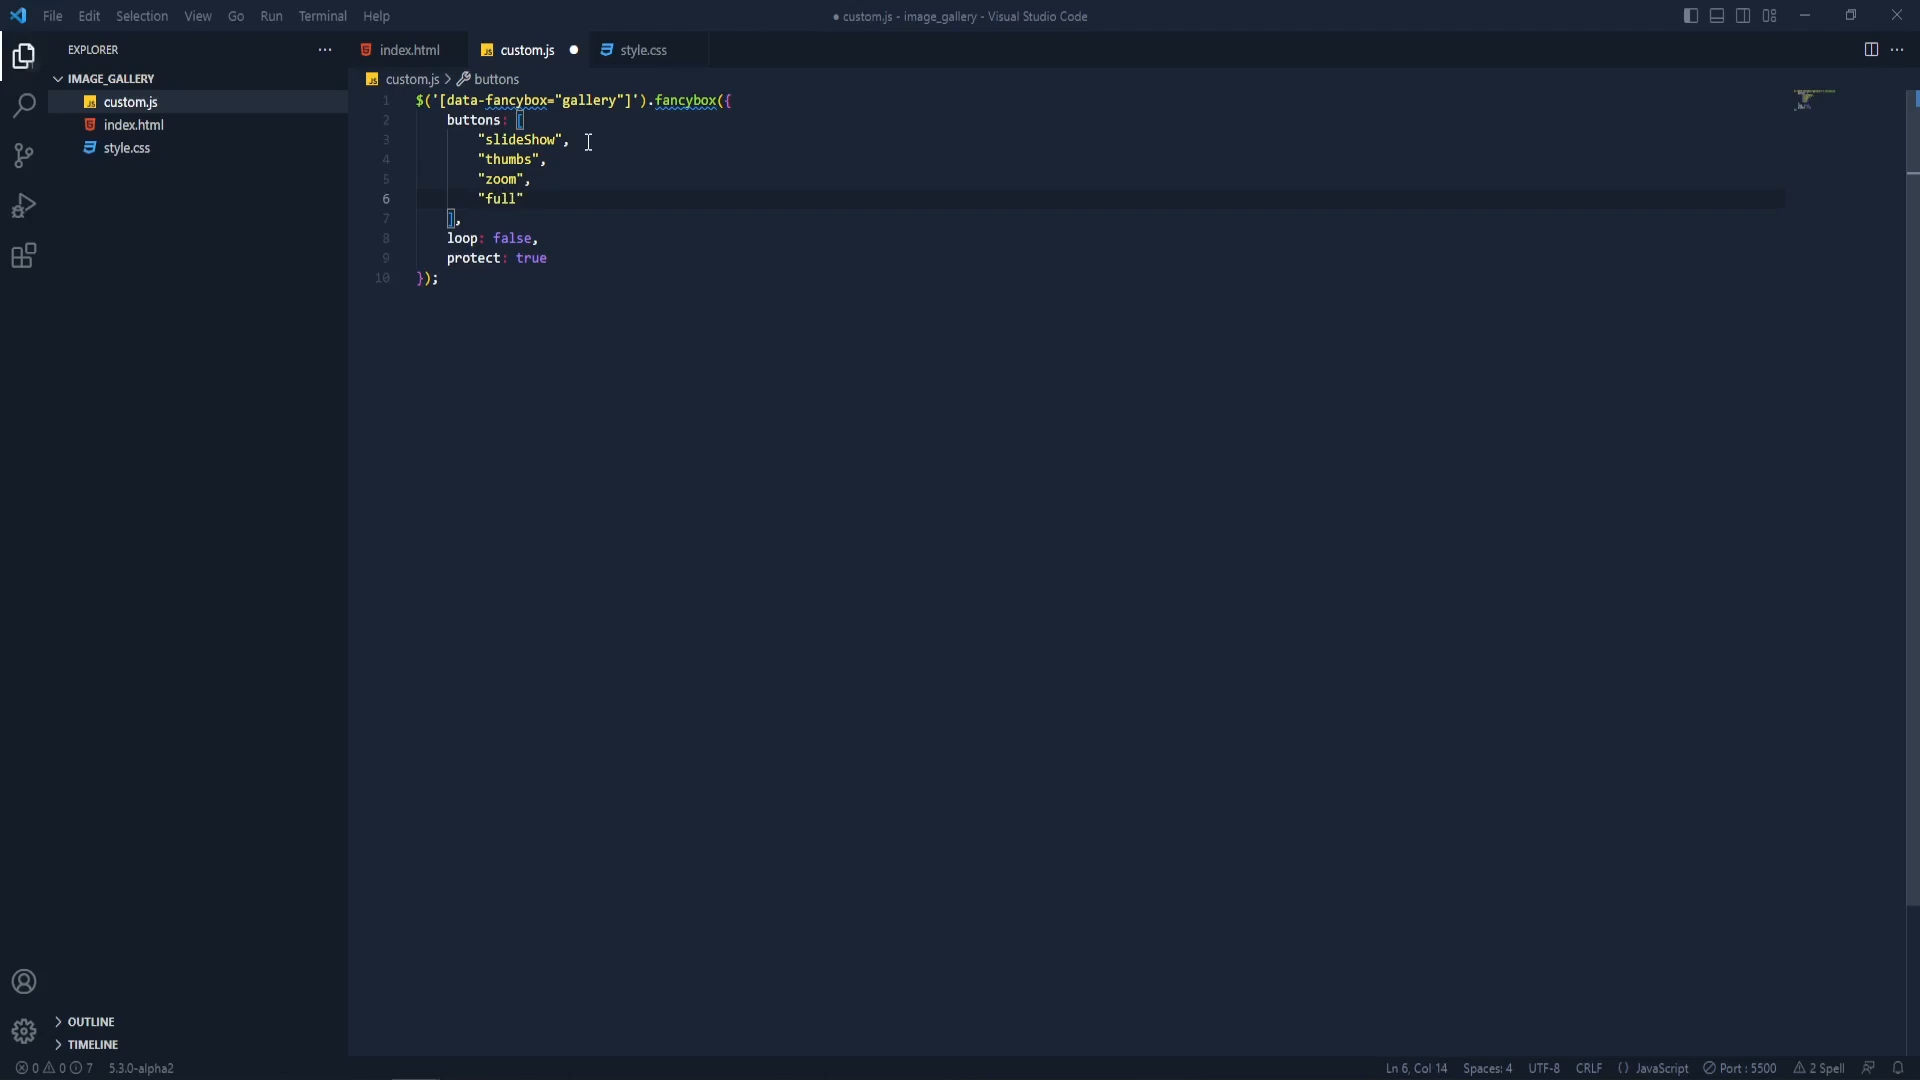 File Edit Selection View Go Run Terminal Help
● custom.js - image_gallery - Visual Studio Code
EXPLORER
index.html
custom.js
style.css
IMAGE_GALLERY
custom.js
index.html
style.css
custom.js > buttons
1 $('[data-fancybox="gallery"]').fancybox({
2 buttons: [
3 "slideShow",
4 "thumbs",
5 "zoom",
6 "full"
7 ],
8 loop: false,
9 protect: true
10 });
OUTLINE
TIMELINE
0 0 7 5.3.0-alpha2
Ln 6, Col 14 Spaces: 4 UTF-8 CRLF JavaScript Port : 5500 2 Spell